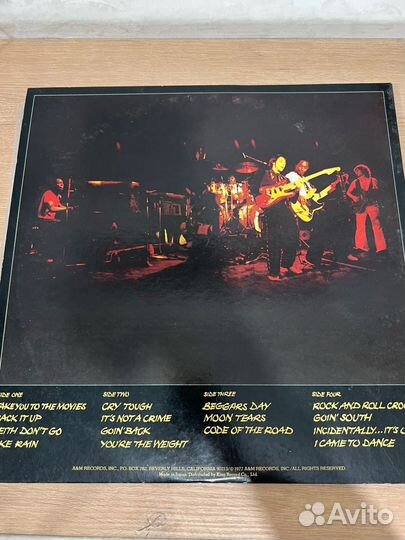 SIDE ONE
TAKE YOU TO THE MOVIES
BACK IT UP
KEITH DON'T GO
LIKE RAIN
SIDE TWO
CRY TOUGH
IT'S NOT A CRIME
GOIN' BACK
YOU'RE THE WEIGHT
SIDE THREE
BEGGARS DAY
MOON TEARS
CODE OF THE ROAD
SIDE FOUR
ROCK AND ROLL CRO
GOIN' SOUTH
INCIDENTALLY...IT'S O
I CAME TO DANCE
A&M RECORDS, INC., P.O. BOX 782, BEVERLY HILLS, CALIFORNIA 90213/© 1977 A&M RECORDS, INC./ALL RIGHTS RESERVED.
Made in Japan. Distributed by King Record Co., Ltd.
Avito